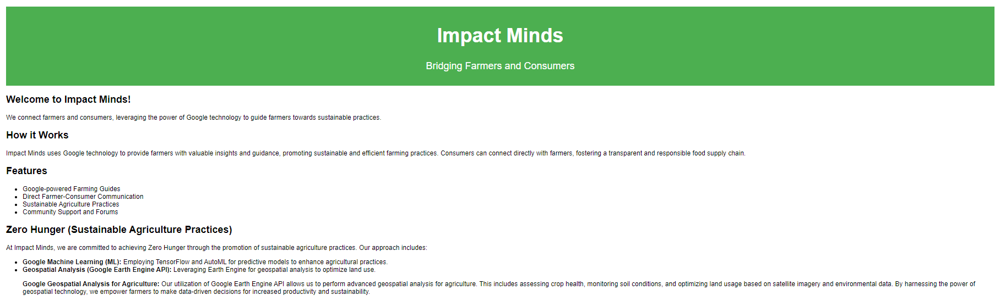 Impact Minds
Bridging Farmers and Consumers
Welcome to Impact Minds!
We connect farmers and consumers, leveraging the power of Google technology to guide farmers towards sustainable practices.
How it Works
Impact Minds uses Google technology to provide farmers with valuable insights and guidance, promoting sustainable and efficient farming practices. Consumers can connect directly with farmers, fostering a transparent and responsible food supply chain.
Features
• Google-powered Farming Guides
• Direct Farmer-Consumer Communication
• Sustainable Agriculture Practices
• Community Support and Forums
Zero Hunger (Sustainable Agriculture Practices)
At Impact Minds, we are committed to achieving Zero Hunger through the promotion of sustainable agriculture practices. Our approach includes:
• Google Machine Learning (ML): Employing TensorFlow and AutoML for predictive models to enhance agricultural practices.
• Geospatial Analysis (Google Earth Engine API): Leveraging Earth Engine for geospatial analysis to optimize land use.
Google Geospatial Analysis for Agriculture: Our utilization of Google Earth Engine API allows us to perform advanced geospatial analysis for agriculture. This includes assessing crop health, monitoring soil conditions, and optimizing land usage based on satellite imagery and environmental data. By harnessing the power of
geospatial technology, we empower farmers to make data-driven decisions for increased productivity and sustainability.